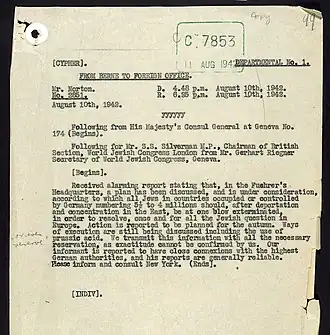 Copy
99
C 7853
11 AUG 1942
[CYPHER]. DEPARTMENTAL No. 1.
FROM BERNE TO FOREIGN OFFICE.
Mr. Norton. D. 4.48 p.m. August 10th, 1942.
No. 2851. R. 6.25 p.m. August 10th, 1942.
August 10th, 1942.
YYYYYY
Following from His Majesty's Consul General at Geneva No.
174 (Begins).
Following for Mr. S.S. Silverman M.P., Chairman of British
Section, World Jewish Congress London from Mr. Gerhart Riegner
Secretary of World Jewish Congress, Geneva.
[Begins].
Received alarming report stating that, in the Fuehrer's
Headquarters, a plan has been discussed, and is under consideration,
according to which all Jews in countries occupied or controlled
by Germany numbering 3½ to 4 millions should, after deportation
and concentration in the East, be at one blow exterminated,
in order to resolve, once and for all the Jewish question in
Europe. Action is reported to be planned for the autumn. Ways
of execution are still being discussed including the use of
prussic acid. We transmit this information with all the necessary
reservation, as exactitude cannot be confirmed by us. Our
informant is reported to have close connexions with the highest
German authorities, and his reports are generally reliable.
Please inform and consult New York. (Ends).
[INDIV].